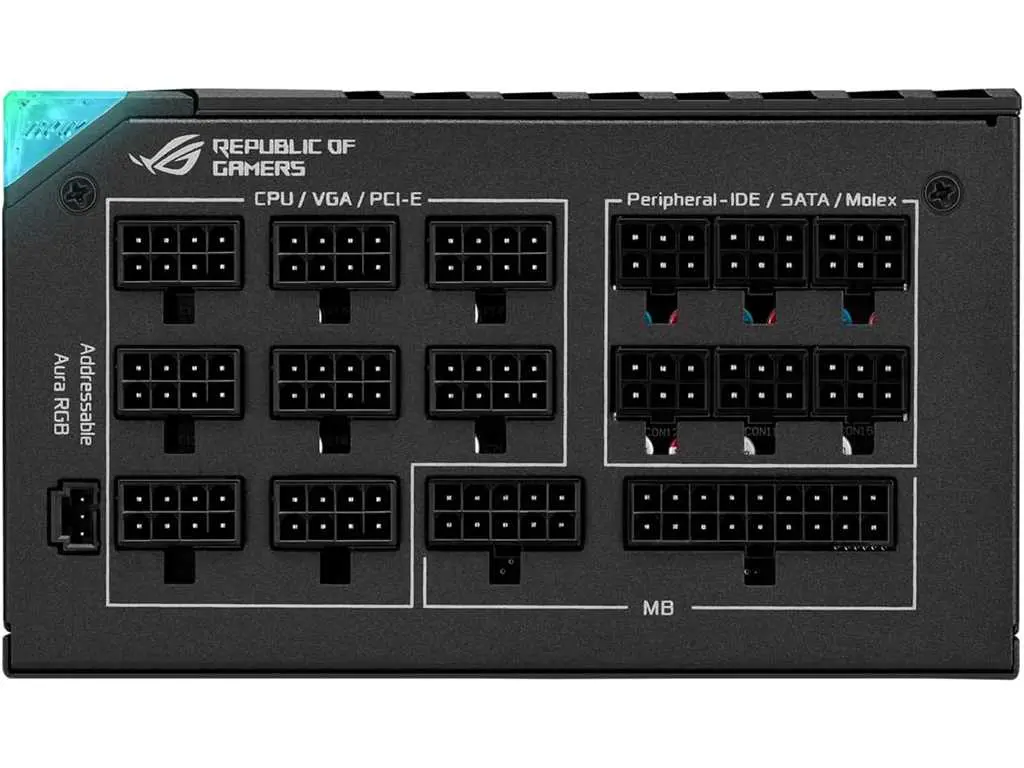 REPUBLIC OF
GAMERS
CPU / VGA / PCI-E
Peripheral-IDE / SATA / Molex
Addressable
Aura RGB
MB